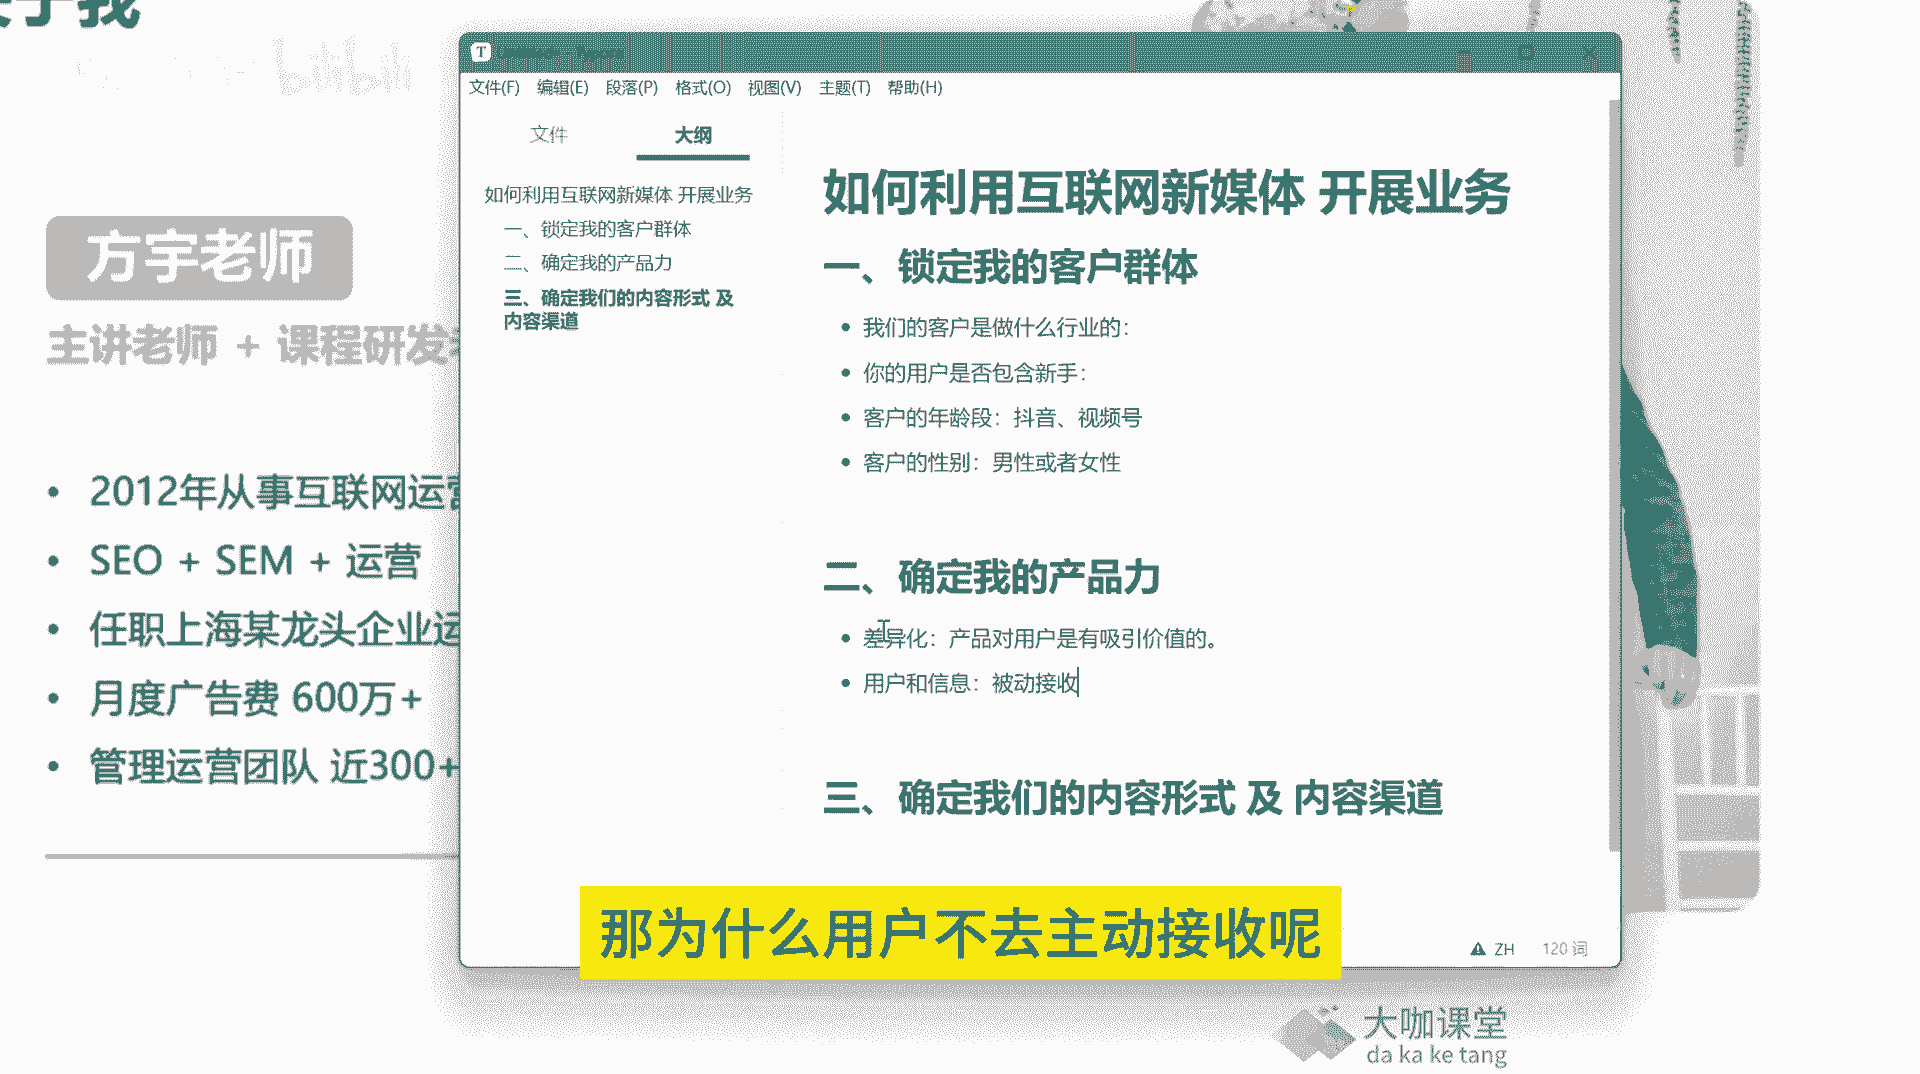 关于我
bilibili
方宇老师
主讲老师 + 课程研发
2012年从事互联网运营
SEO + SEM + 运营
任职上海某龙头企业运
月度广告费 600万+
管理运营团队 近300+
文件(F) 编辑(E) 段落(P) 格式(O) 视图(V) 主题(T) 帮助(H)
文件 大纲
如何利用互联网新媒体 开展业务
一、锁定我的客户群体
二、确定我的产品力
三、确定我们的内容形式 及
内容渠道
如何利用互联网新媒体 开展业务
一、锁定我的客户群体
我们的客户是做什么行业的：
你的用户是否包含新手：
客户的年龄段：抖音、视频号
客户的性别：男性或者女性
二、确定我的产品力
差异化：产品对用户是有吸引价值的。
用户和信息：被动接收
三、确定我们的内容形式 及 内容渠道
ZH 120 词
那为什么用户不去主动接收呢
大咖课堂
da ka ke tang